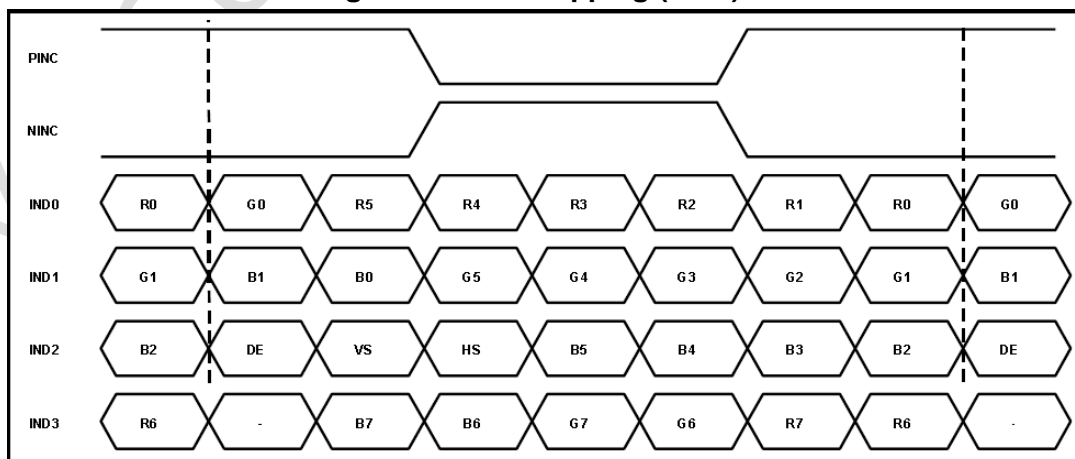 PINC
NINC
IND0 R0 G0 R5 R4 R3 R2 R1 R0 G0
IND1 G1 B1 B0 G5 G4 G3 G2 G1 B1
IND2 B2 DE VS HS B5 B4 B3 B2 DE
IND3 R6 - B7 B6 G7 G6 R7 R6 -